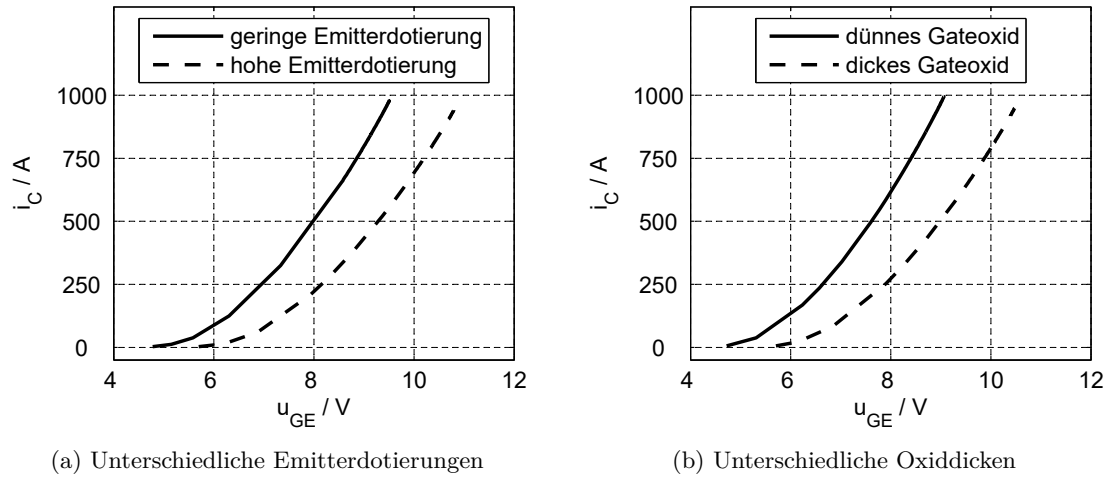 geringe Emitterdotierung
hohe Emitterdotierung
1000
750
500
250
0
i_C / A
4 6 8 10 12
u_GE / V
(a) Unterschiedliche Emitterdotierungen
dünnes Gateoxid
dickes Gateoxid
1000
750
500
250
0
i_C / A
4 6 8 10 12
u_GE / V
(b) Unterschiedliche Oxiddicken